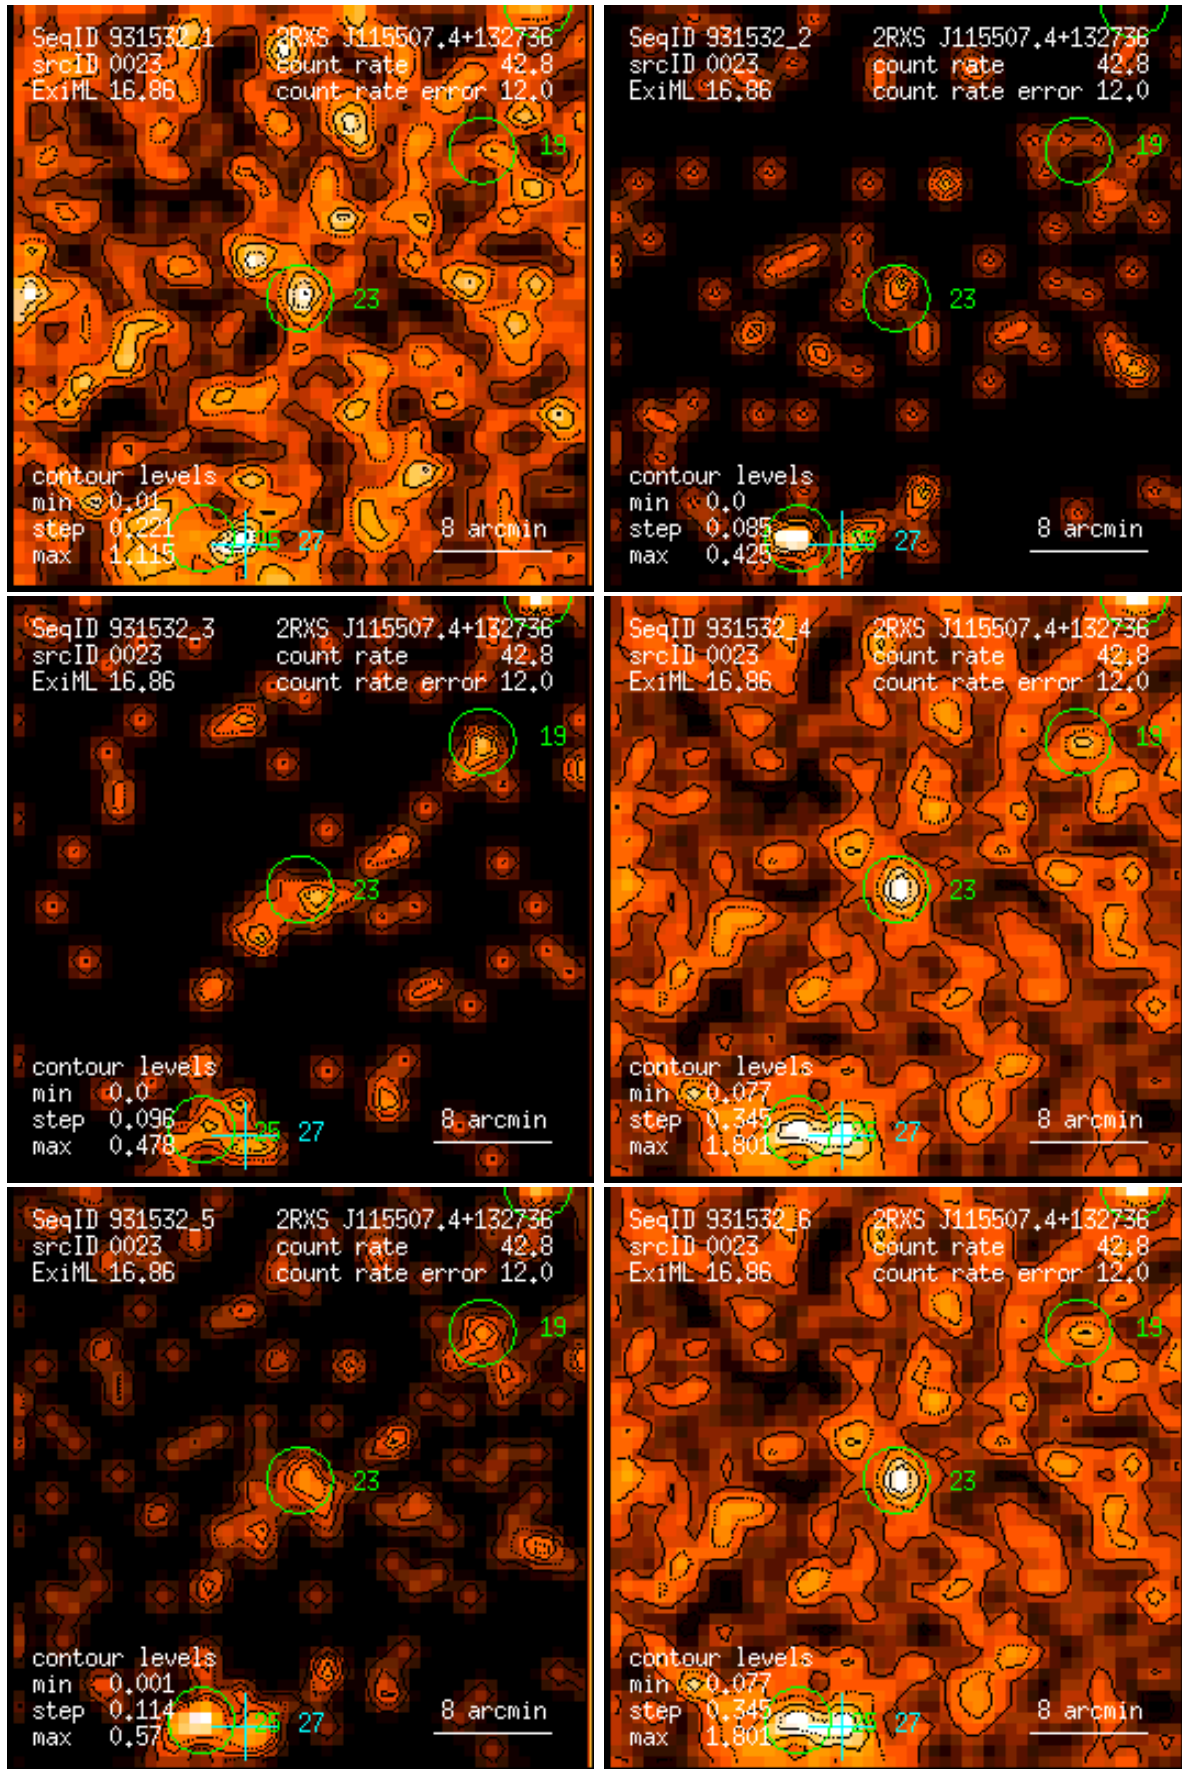 SeqID 931532_1 2RXS J115507.4+132736
srcID 0023 count rate 42.8
ExiML 16.86 count rate error 12.0
19
23
contour levels
min 0.01
step 0.221 8 arcmin
max 1.115 25 27
SeqID 931532_2 2RXS J115507.4+132736
srcID 0023 count rate 42.8
ExiML 16.86 count rate error 12.0
19
23
contour levels
min 0.0
step 0.085 8 arcmin
max 0.425 25 27
SeqID 931532_3 2RXS J115507.4+132736
srcID 0023 count rate 42.8
ExiML 16.86 count rate error 12.0
19
23
contour levels
min 0.0
step 0.096 8 arcmin
max 0.478 25 27
SeqID 931532_4 2RXS J115507.4+132736
srcID 0023 count rate 42.8
ExiML 16.86 count rate error 12.0
19
23
contour levels
min 0.077
step 0.345 8 arcmin
max 1.801 25 27
SeqID 931532_5 2RXS J115507.4+132736
srcID 0023 count rate 42.8
ExiML 16.86 count rate error 12.0
19
23
contour levels
min 0.001
step 0.114 8 arcmin
max 0.57 25 27
SeqID 931532_6 2RXS J115507.4+132736
srcID 0023 count rate 42.8
ExiML 16.86 count rate error 12.0
19
23
contour levels
min 0.077
step 0.345 8 arcmin
max 1.801 25 27